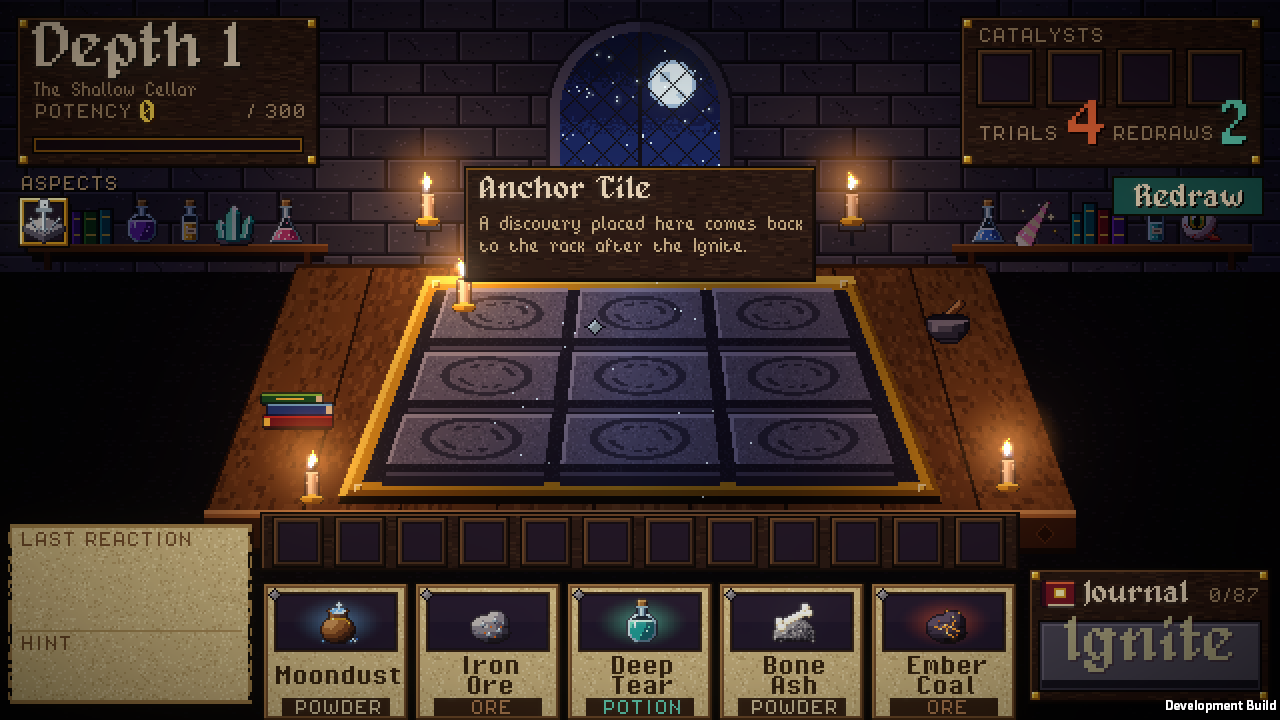 Depth 1
The Shallow Cellar
POTENCY 0 / 300
ASPECTS
CATALYSTS
TRIALS 4 REDRAWS 2
Redraw
Anchor Tile
A discovery placed here comes back
to the rack after the Ignite.
LAST REACTION
HINT
Moondust
POWDER
Iron
Ore
ORE
Deep
Tear
POTION
Bone
Ash
POWDER
Ember
Coal
ORE
Journal 0/87
Ignite
Development Build